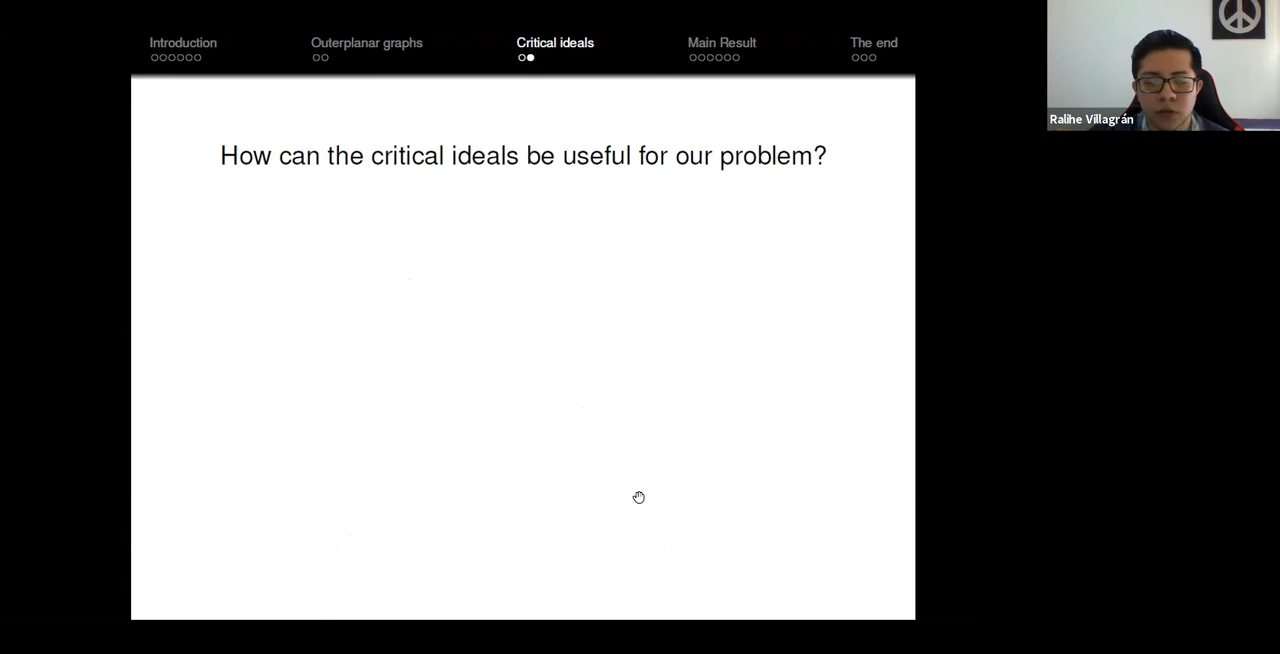 Introduction
Outerplanar graphs
Critical ideals
Main Result
The end
How can the critical ideals be useful for our problem?
Ralihe Villagrán